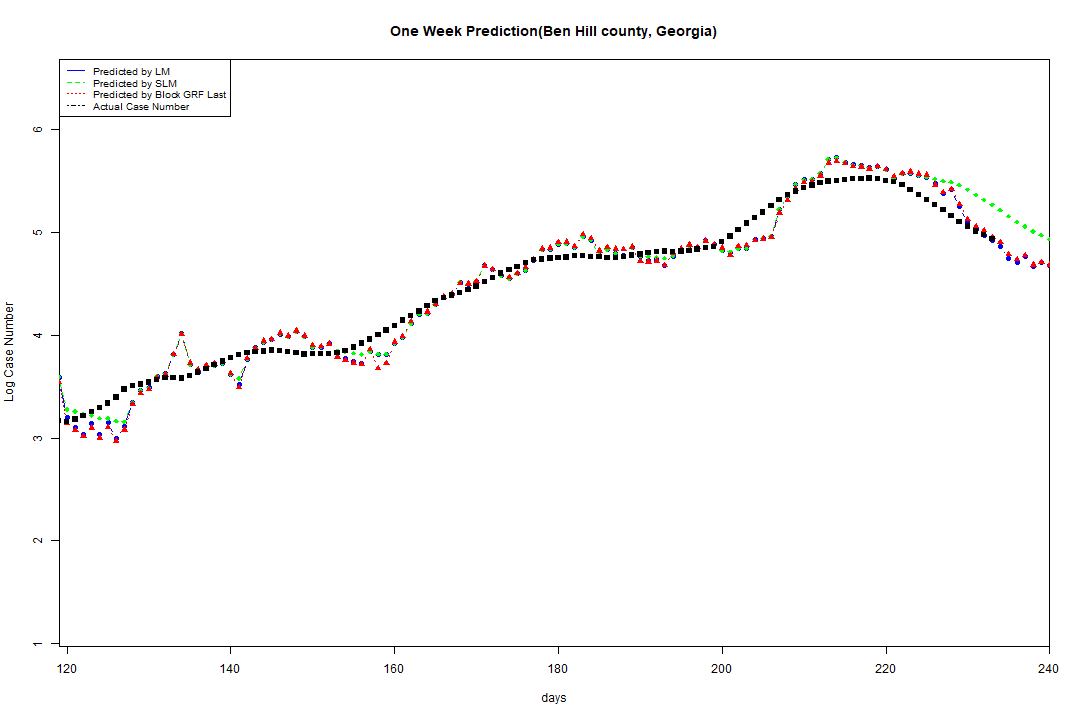 One Week Prediction(Ben Hill county, Georgia)
Predicted by LM
Predicted by SLM
Predicted by Block GRF Last
Actual Case Number
6
5
4
3
2
1
Log Case Number
120 140 160 180 200 220 240
days